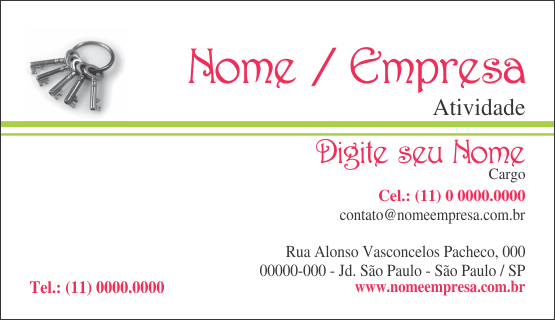 Nome / Empresa
Atividade
Digite seu Nome
Cargo
Cel.: (11) 0 0000.0000
contato@nomeempresa.com.br
Rua Alonso Vasconcelos Pacheco, 000
00000-000 - Jd. São Paulo - São Paulo / SP
Tel.: (11) 0000.0000
www.nomeempresa.com.br